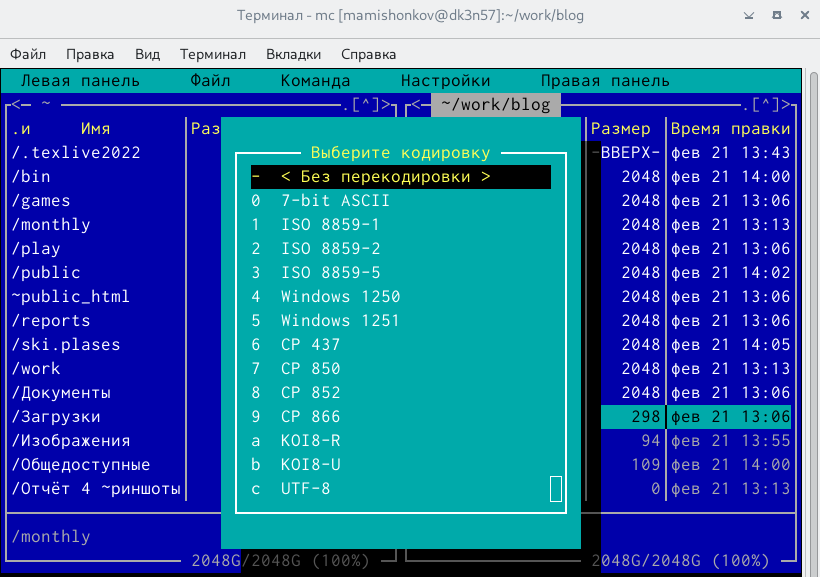 Терминал - mc [mamishonkov@dk3n57]:~/work/blog
Файл Правка Вид Терминал Вкладки Справка
Левая панель Файл Команда Настройки Правая панель
<─ ~ ─.[^]> <─ ~/work/blog ─.[^]>
.и Имя Раз Размер Время правки
Выберите кодировку
/.texlive2022 -ВВЕРХ- фев 21 13:43
/bin - < Без перекодировки > 2048 фев 21 14:00
/games 0 7-bit ASCII 2048 фев 21 13:06
/monthly 1 ISO 8859-1 2048 фев 21 13:13
/play 2 ISO 8859-2 2048 фев 21 13:06
/public 3 ISO 8859-5 2048 фев 21 14:02
~public_html 4 Windows 1250 2048 фев 21 13:06
/reports 5 Windows 1251 2048 фев 21 13:06
/ski.plases 6 CP 437 2048 фев 21 14:05
/work 7 CP 850 2048 фев 21 13:13
/Документы 8 CP 852 2048 фев 21 13:06
/Загрузки 9 CP 866 298 фев 21 13:06
/Изображения a KOI8-R 94 фев 21 13:55
/Общедоступные b KOI8-U 109 фев 21 14:00
/Отчёт 4 ~риншоты c UTF-8 0 фев 21 13:13
/monthly
2048G/2048G (100%) 2048G/2048G (100%)